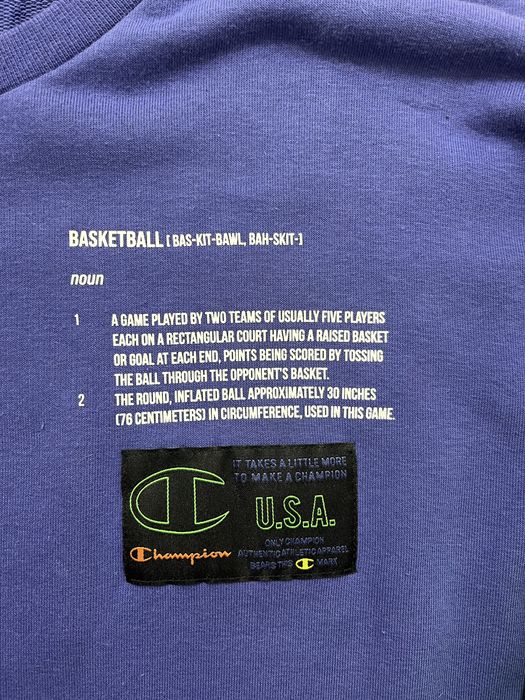 BASKETBALL [ BAS-KIT-BAWL, BAH-SKIT-]
noun
1 A GAME PLAYED BY TWO TEAMS OF USUALLY FIVE PLAYERS
EACH ON A RECTANGULAR COURT HAVING A RAISED BASKET
OR GOAL AT EACH END, POINTS BEING SCORED BY TOSSING
THE BALL THROUGH THE OPPONENT'S BASKET.
2 THE ROUND, INFLATED BALL APPROXIMATELY 30 INCHES
(76 CENTIMETERS) IN CIRCUMFERENCE, USED IN THIS GAME.
IT TAKES A LITTLE MORE
TO MAKE A CHAMPION
U.S.A.
Champion
ONLY CHAMPION
AUTHENTIC ATHLETIC APPAREL
BEARS THIS C MARK